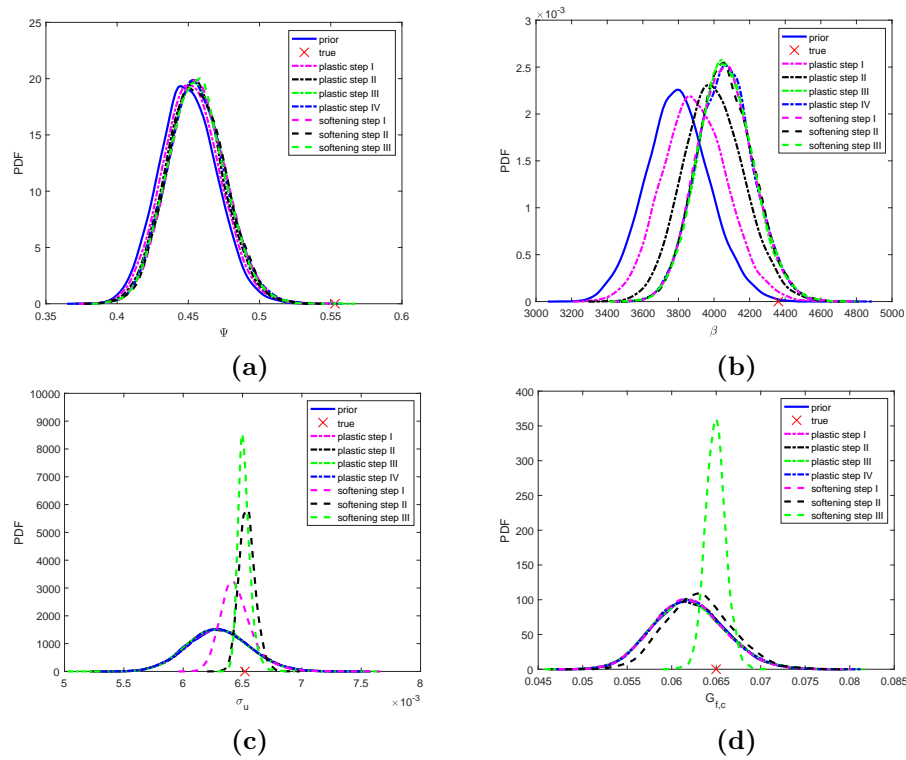 25
20
15
10
5
0
PDF
0.35
0.4
0.45
0.5
0.55
0.6
Ψ
prior
true
plastic step I
plastic step II
plastic step III
plastic step IV
softening step I
softening step II
softening step III
(a)
×10⁻³
3
2.5
2
1.5
1
0.5
0
PDF
3000
3200
3400
3600
3800
4000
4200
4400
4600
4800
5000
β
prior
true
plastic step I
plastic step II
plastic step III
plastic step IV
softening step I
softening step II
softening step III
(b)
10000
9000
8000
7000
6000
5000
4000
3000
2000
1000
0
PDF
5
5.5
6
6.5
7
7.5
8
×10⁻³
σ_u
prior
true
plastic step I
plastic step II
plastic step III
plastic step IV
softening step I
softening step II
softening step III
(c)
400
350
300
250
200
150
100
50
0
PDF
0.045
0.05
0.055
0.06
0.065
0.07
0.075
0.08
0.085
G_f,c
prior
true
plastic step I
plastic step II
plastic step III
plastic step IV
softening step I
softening step II
softening step III
(d)